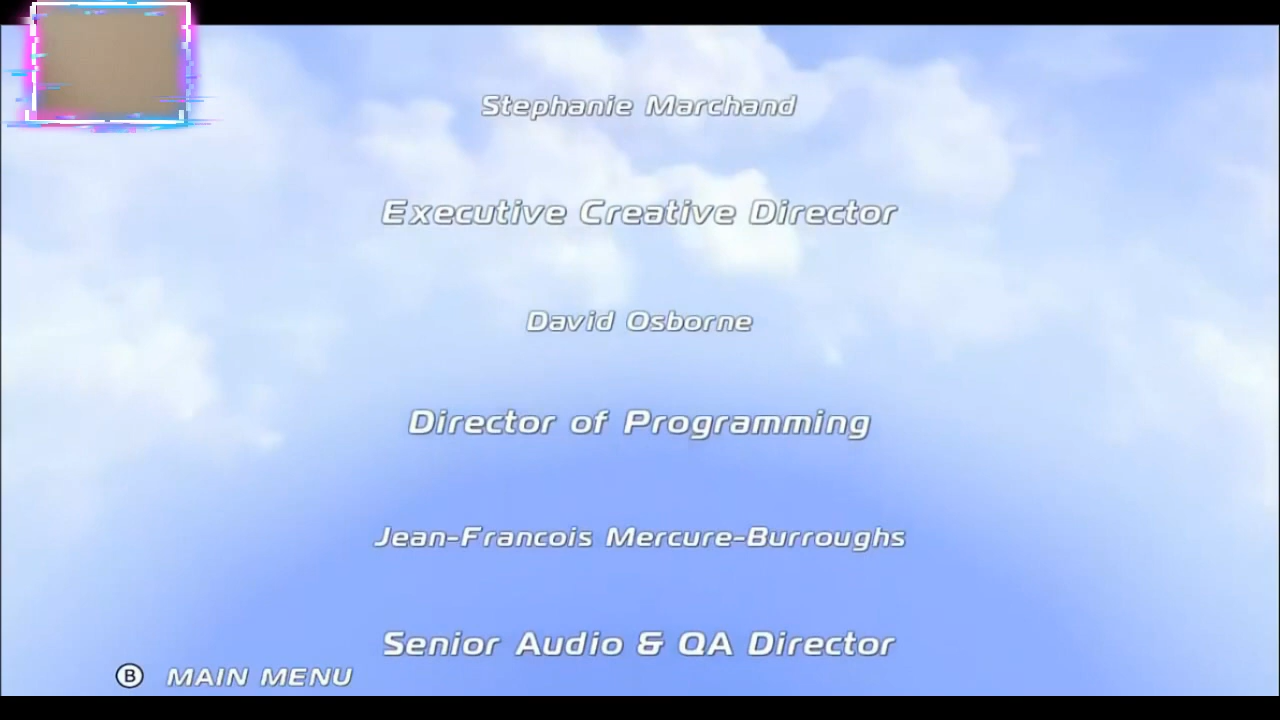 Stephanie Marchand
Executive Creative Director
David Osborne
Director of Programming
Jean-Francois Mercure-Burroughs
Senior Audio & QA Director
B MAIN MENU